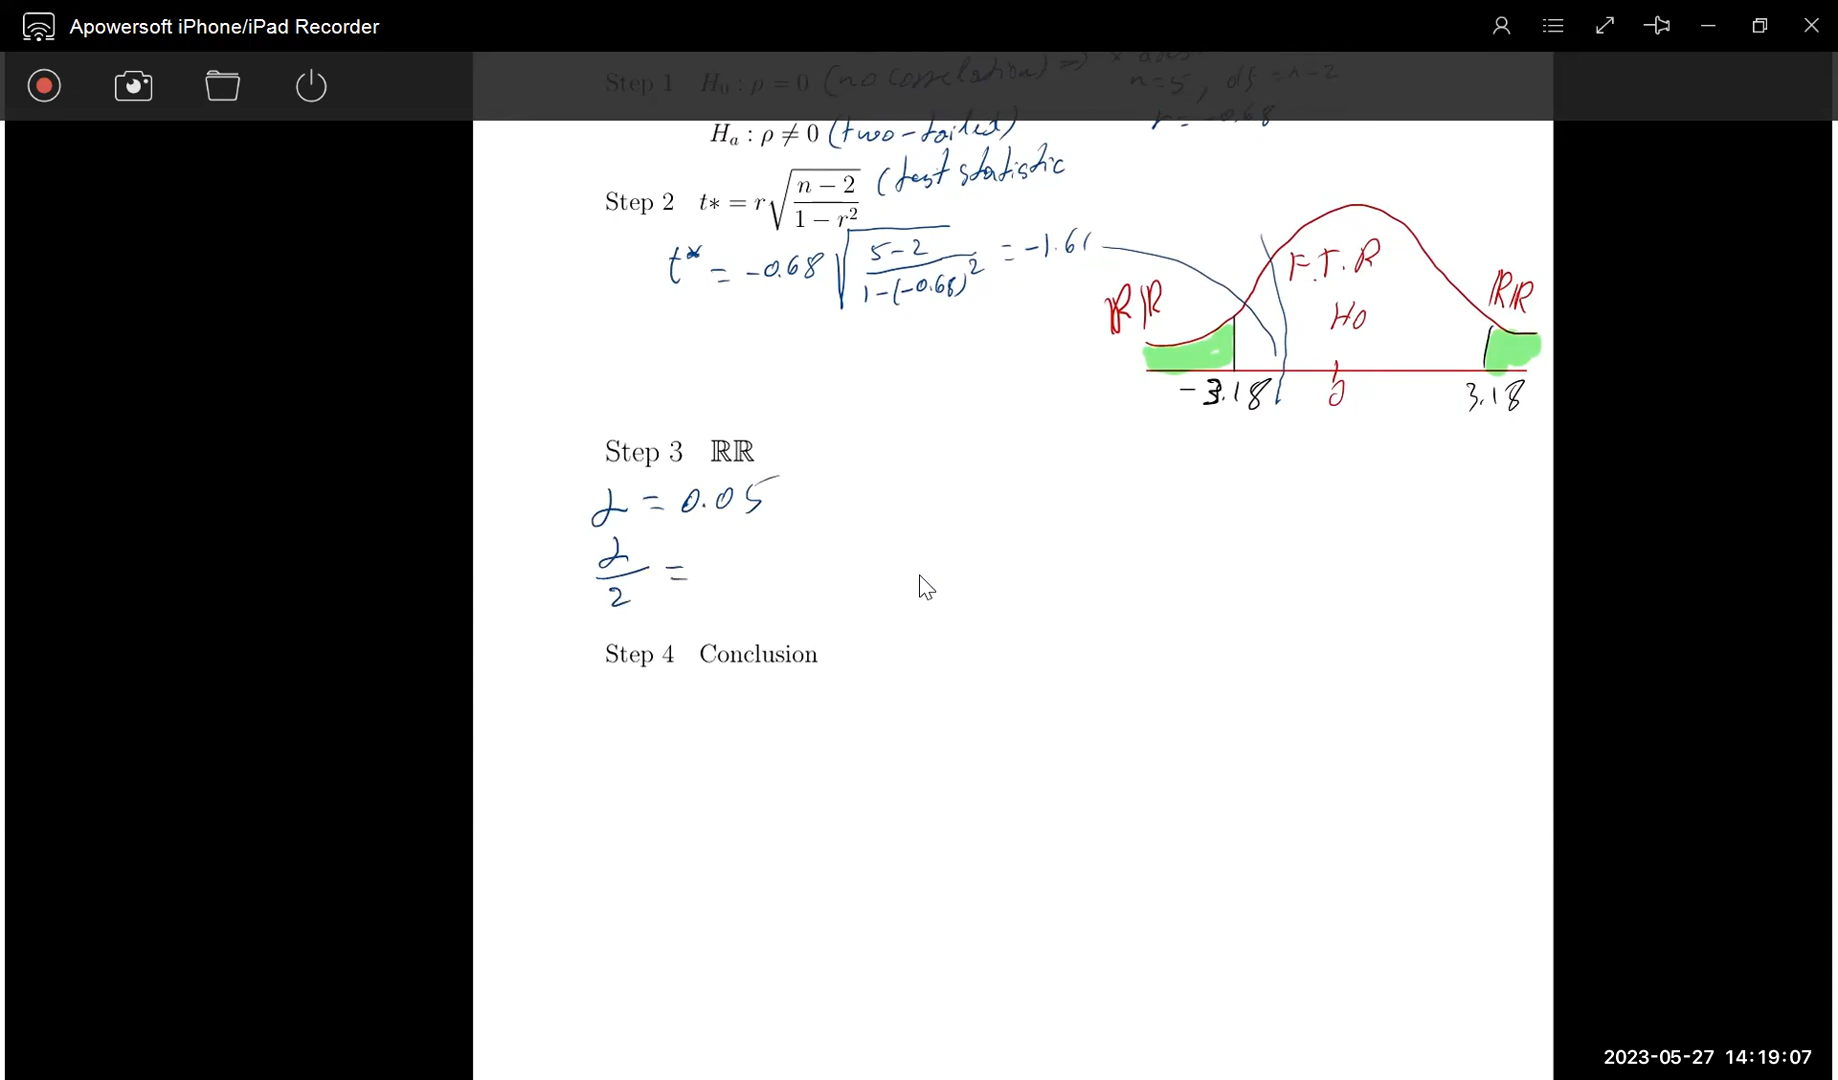 Apowersoft iPhone/iPad Recorder
Step 1 H₀ : ρ = 0 (no correlation) ⇒ x does
n=5, df = n-2
r = -0.68
Hₐ : ρ ≠ 0 (two-tailed)
Step 2 t* = r√((n − 2)/(1 − r²)) (test statistic
t* = -0.68 √((5-2)/(1-(-0.68)²)) = -1.61
RR
F.T.R
H0
RR
-3.18
0
3.18
Step 3 ℝℝ
α = 0.05
α/2 =
Step 4 Conclusion
2023-05-27 14:19:07